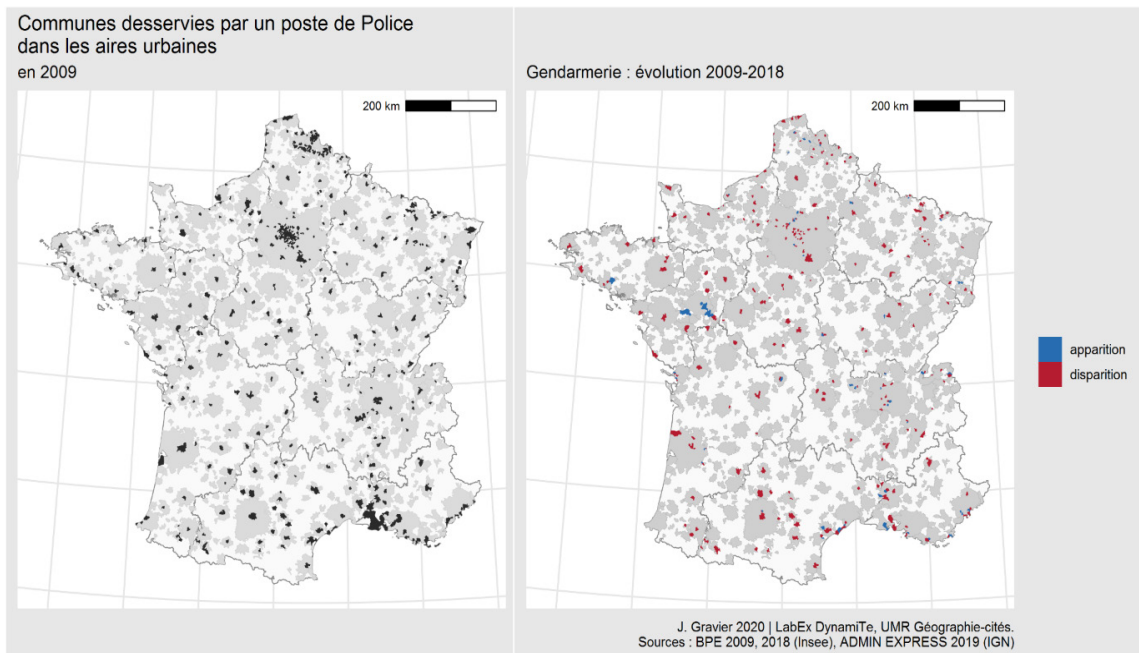 Communes desservies par un poste de Police
dans les aires urbaines
en 2009
Gendarmerie : évolution 2009-2018
200 km
200 km
apparition
disparition
J. Gravier 2020 | LabEx DynamiTe, UMR Géographie-cités.
Sources : BPE 2009, 2018 (Insee), ADMIN EXPRESS 2019 (IGN)